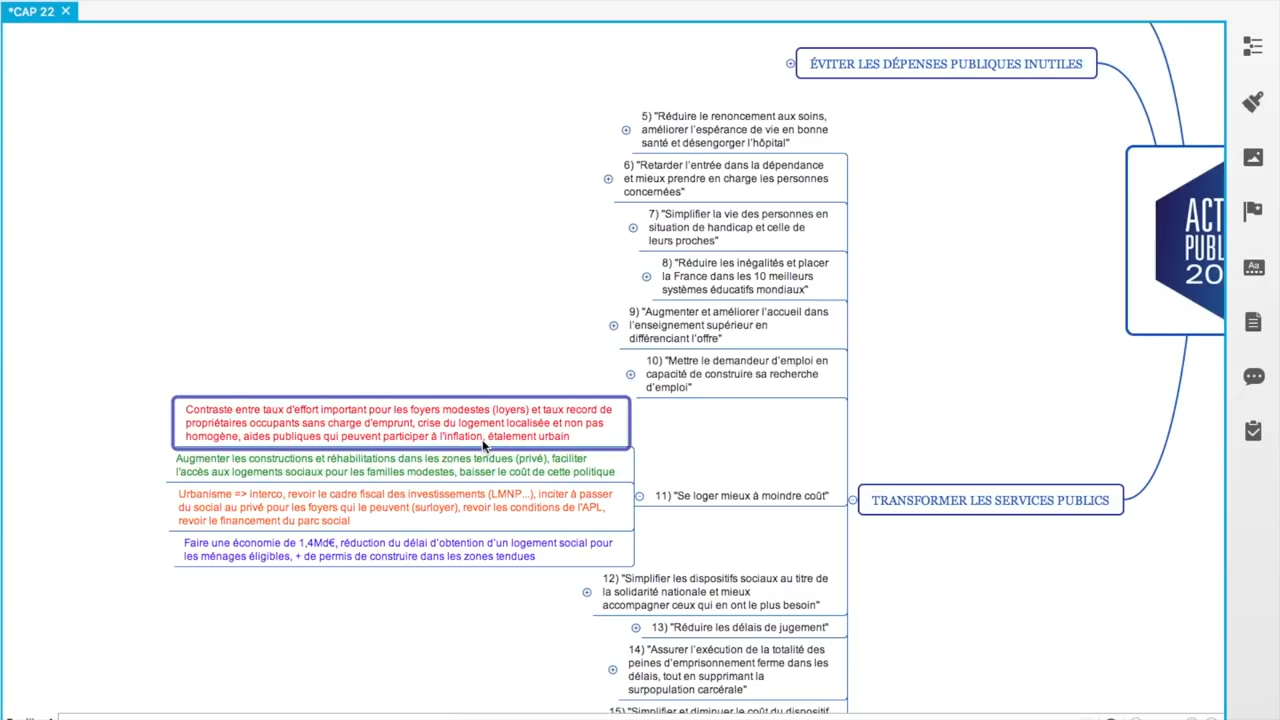 *CAP 22
ÉVITER LES DÉPENSES PUBLIQUES INUTILES
5) "Réduire le renoncement aux soins,
améliorer l'espérance de vie en bonne
santé et désengorger l'hôpital"
6) "Retarder l'entrée dans la dépendance
et mieux prendre en charge les personnes
concernées"
7) "Simplifier la vie des personnes en
situation de handicap et celle de
leurs proches"
8) "Réduire les inégalités et placer
la France dans les 10 meilleurs
systèmes éducatifs mondiaux"
9) "Augmenter et améliorer l'accueil dans
l'enseignement supérieur en
différenciant l'offre"
10) "Mettre le demandeur d'emploi en
capacité de construire sa recherche
d'emploi"
Contraste entre taux d'effort important pour les foyers modestes (loyers) et taux record de
propriétaires occupants sans charge d'emprunt, crise du logement localisée et non pas
homogène, aides publiques qui peuvent participer à l'inflation, étalement urbain
Augmenter les constructions et réhabilitations dans les zones tendues (privé), faciliter
l'accès aux logements sociaux pour les familles modestes, baisser le coût de cette politique
Urbanisme => interco, revoir le cadre fiscal des investissements (LMNP...), inciter à passer
du social au privé pour les foyers qui le peuvent (surloyer), revoir les conditions de l'APL,
revoir le financement du parc social
Faire une économie de 1,4Md€, réduction du délai d'obtention d'un logement social pour
les ménages éligibles, + de permis de construire dans les zones tendues
11) "Se loger mieux à moindre coût"
TRANSFORMER LES SERVICES PUBLICS
12) "Simplifier les dispositifs sociaux au titre de
la solidarité nationale et mieux
accompagner ceux qui en ont le plus besoin"
13) "Réduire les délais de jugement"
14) "Assurer l'exécution de la totalité des
peines d'emprisonnement ferme dans les
délais, tout en supprimant la
surpopulation carcérale"
15) "Simplifier et diminuer le coût du dispositif
ACT
PUBL
20
Aa